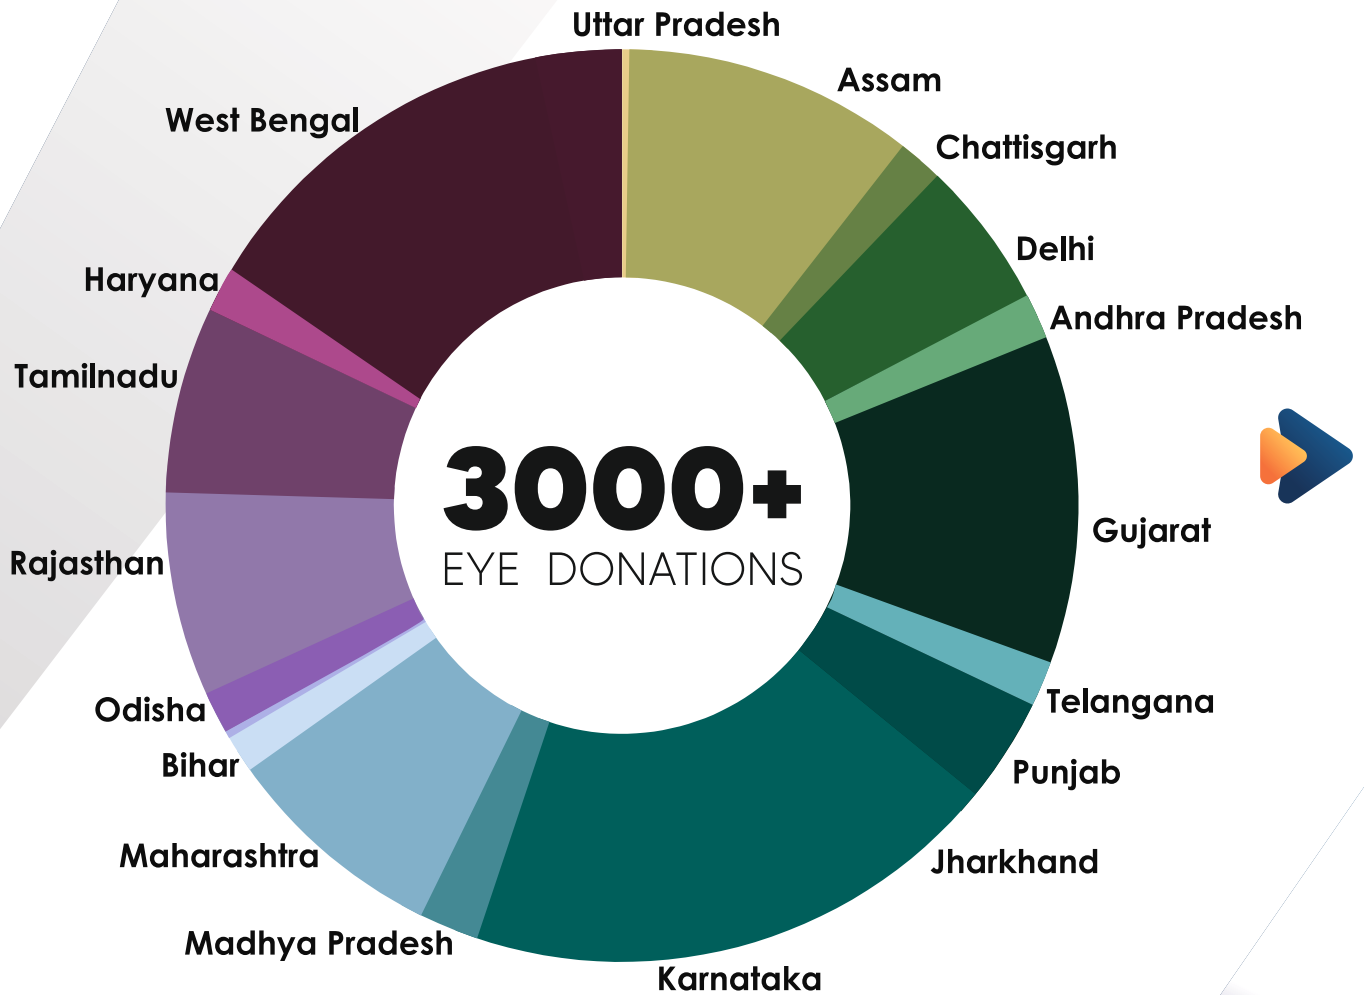 Uttar Pradesh
Assam
Chattisgarh
Delhi
Andhra Pradesh
Gujarat
Telangana
Punjab
Jharkhand
Karnataka
Madhya Pradesh
Maharashtra
Bihar
Odisha
Rajasthan
Tamilnadu
Haryana
West Bengal
3000+
EYE DONATIONS